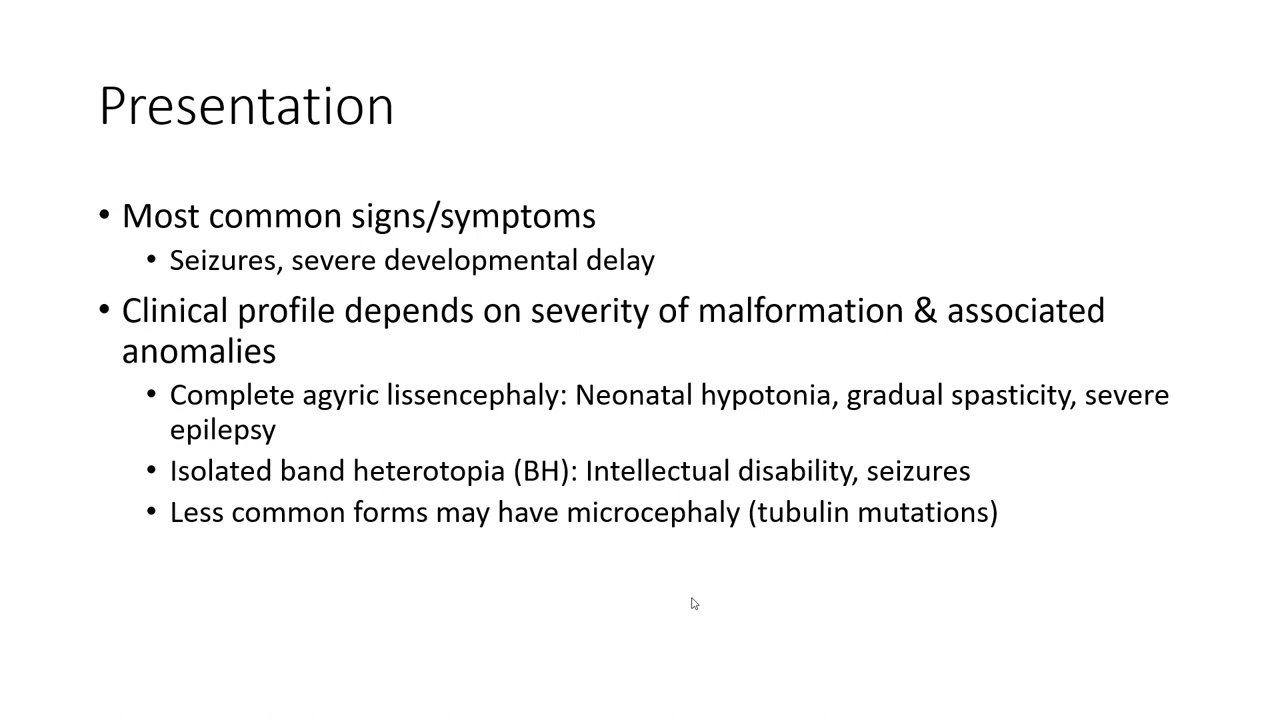 Presentation
• Most common signs/symptoms
• Seizures, severe developmental delay
• Clinical profile depends on severity of malformation & associated
anomalies
• Complete agyric lissencephaly: Neonatal hypotonia, gradual spasticity, severe
epilepsy
• Isolated band heterotopia (BH): Intellectual disability, seizures
• Less common forms may have microcephaly (tubulin mutations)